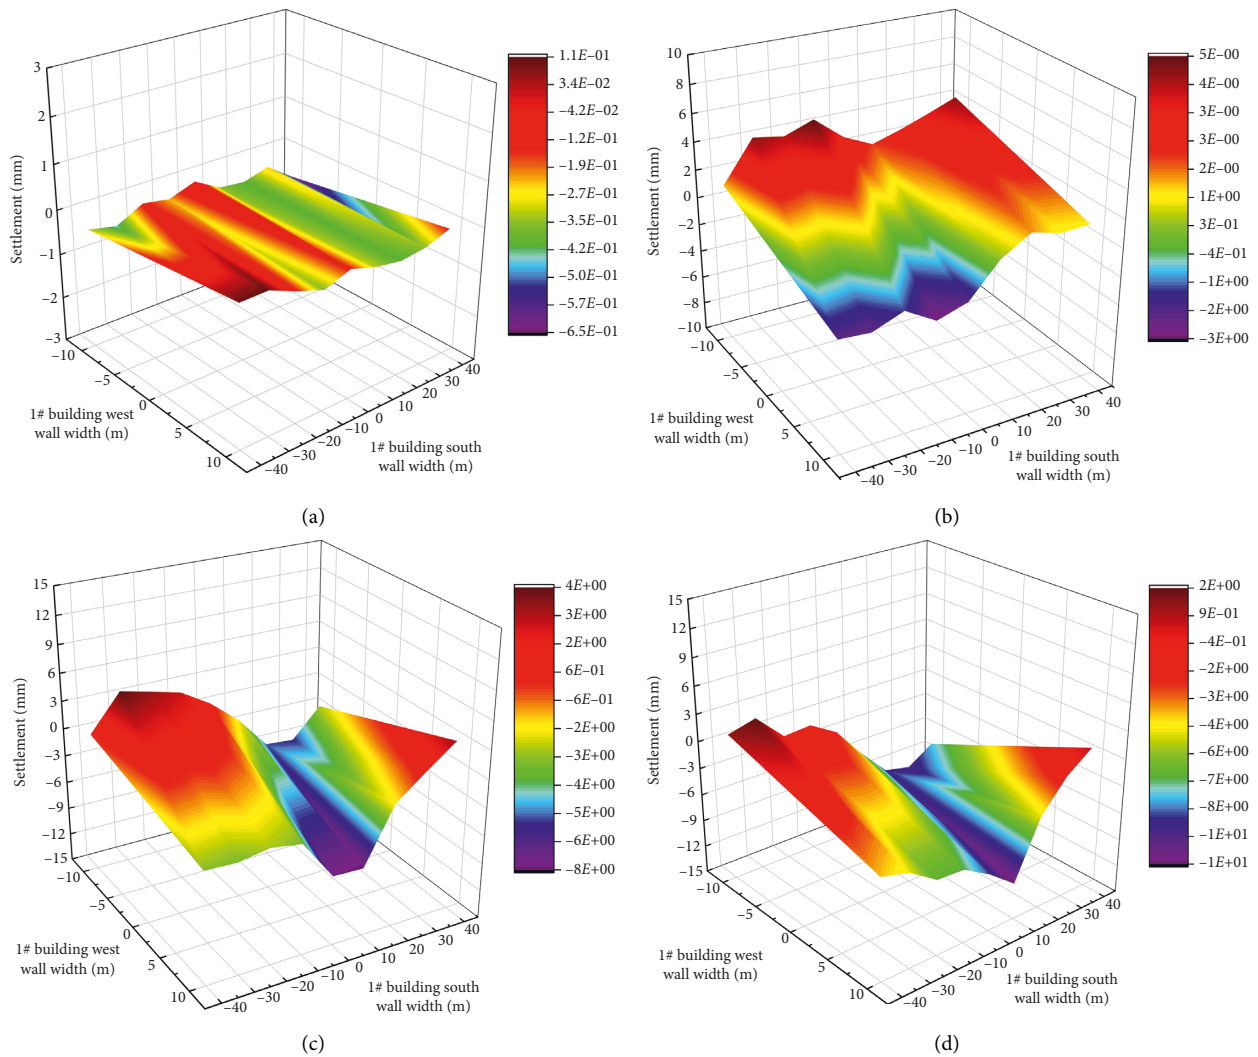 3
2
1
0
−1
−2
−3
Settlement (mm)
−10
−5
0
5
10
1# building west
wall width (m)
−40
−30
−20
−10
0
10
20
30
40
1# building south
wall width (m)
1.1E−01
3.4E−02
−4.2E−02
−1.2E−01
−1.9E−01
−2.7E−01
−3.5E−01
−4.2E−01
−5.0E−01
−5.7E−01
−6.5E−01
(a)
10
8
6
4
2
0
−2
−4
−6
−8
−10
Settlement (mm)
−10
−5
0
5
10
1# building west
wall width (m)
−40
−30
−20
−10
0
10
20
30
40
1# building south
wall width (m)
5E−00
4E−00
3E−00
3E−00
2E−00
1E+00
3E−01
−4E−01
−1E+00
−2E+00
−3E+00
(b)
15
12
9
6
3
0
−3
−6
−9
−12
−15
Settlement (mm)
−10
−5
0
5
10
1# building west
wall width (m)
−40
−30
−20
−10
0
10
20
30
40
1# building south
wall width (m)
4E+00
3E+00
2E+00
6E−01
−6E−01
−2E+00
−3E+00
−4E+00
−5E+00
−6E+00
−8E+00
(c)
15
12
9
6
3
0
−3
−6
−9
−12
−15
Settlement (mm)
−10
−5
0
5
10
1# building west
wall width (m)
−40
−30
−20
−10
0
10
20
30
40
1# building south
wall width (m)
2E+00
9E−01
−4E−01
−2E+00
−3E+00
−4E+00
−6E+00
−7E+00
−8E+00
−1E+01
−1E+01
(d)